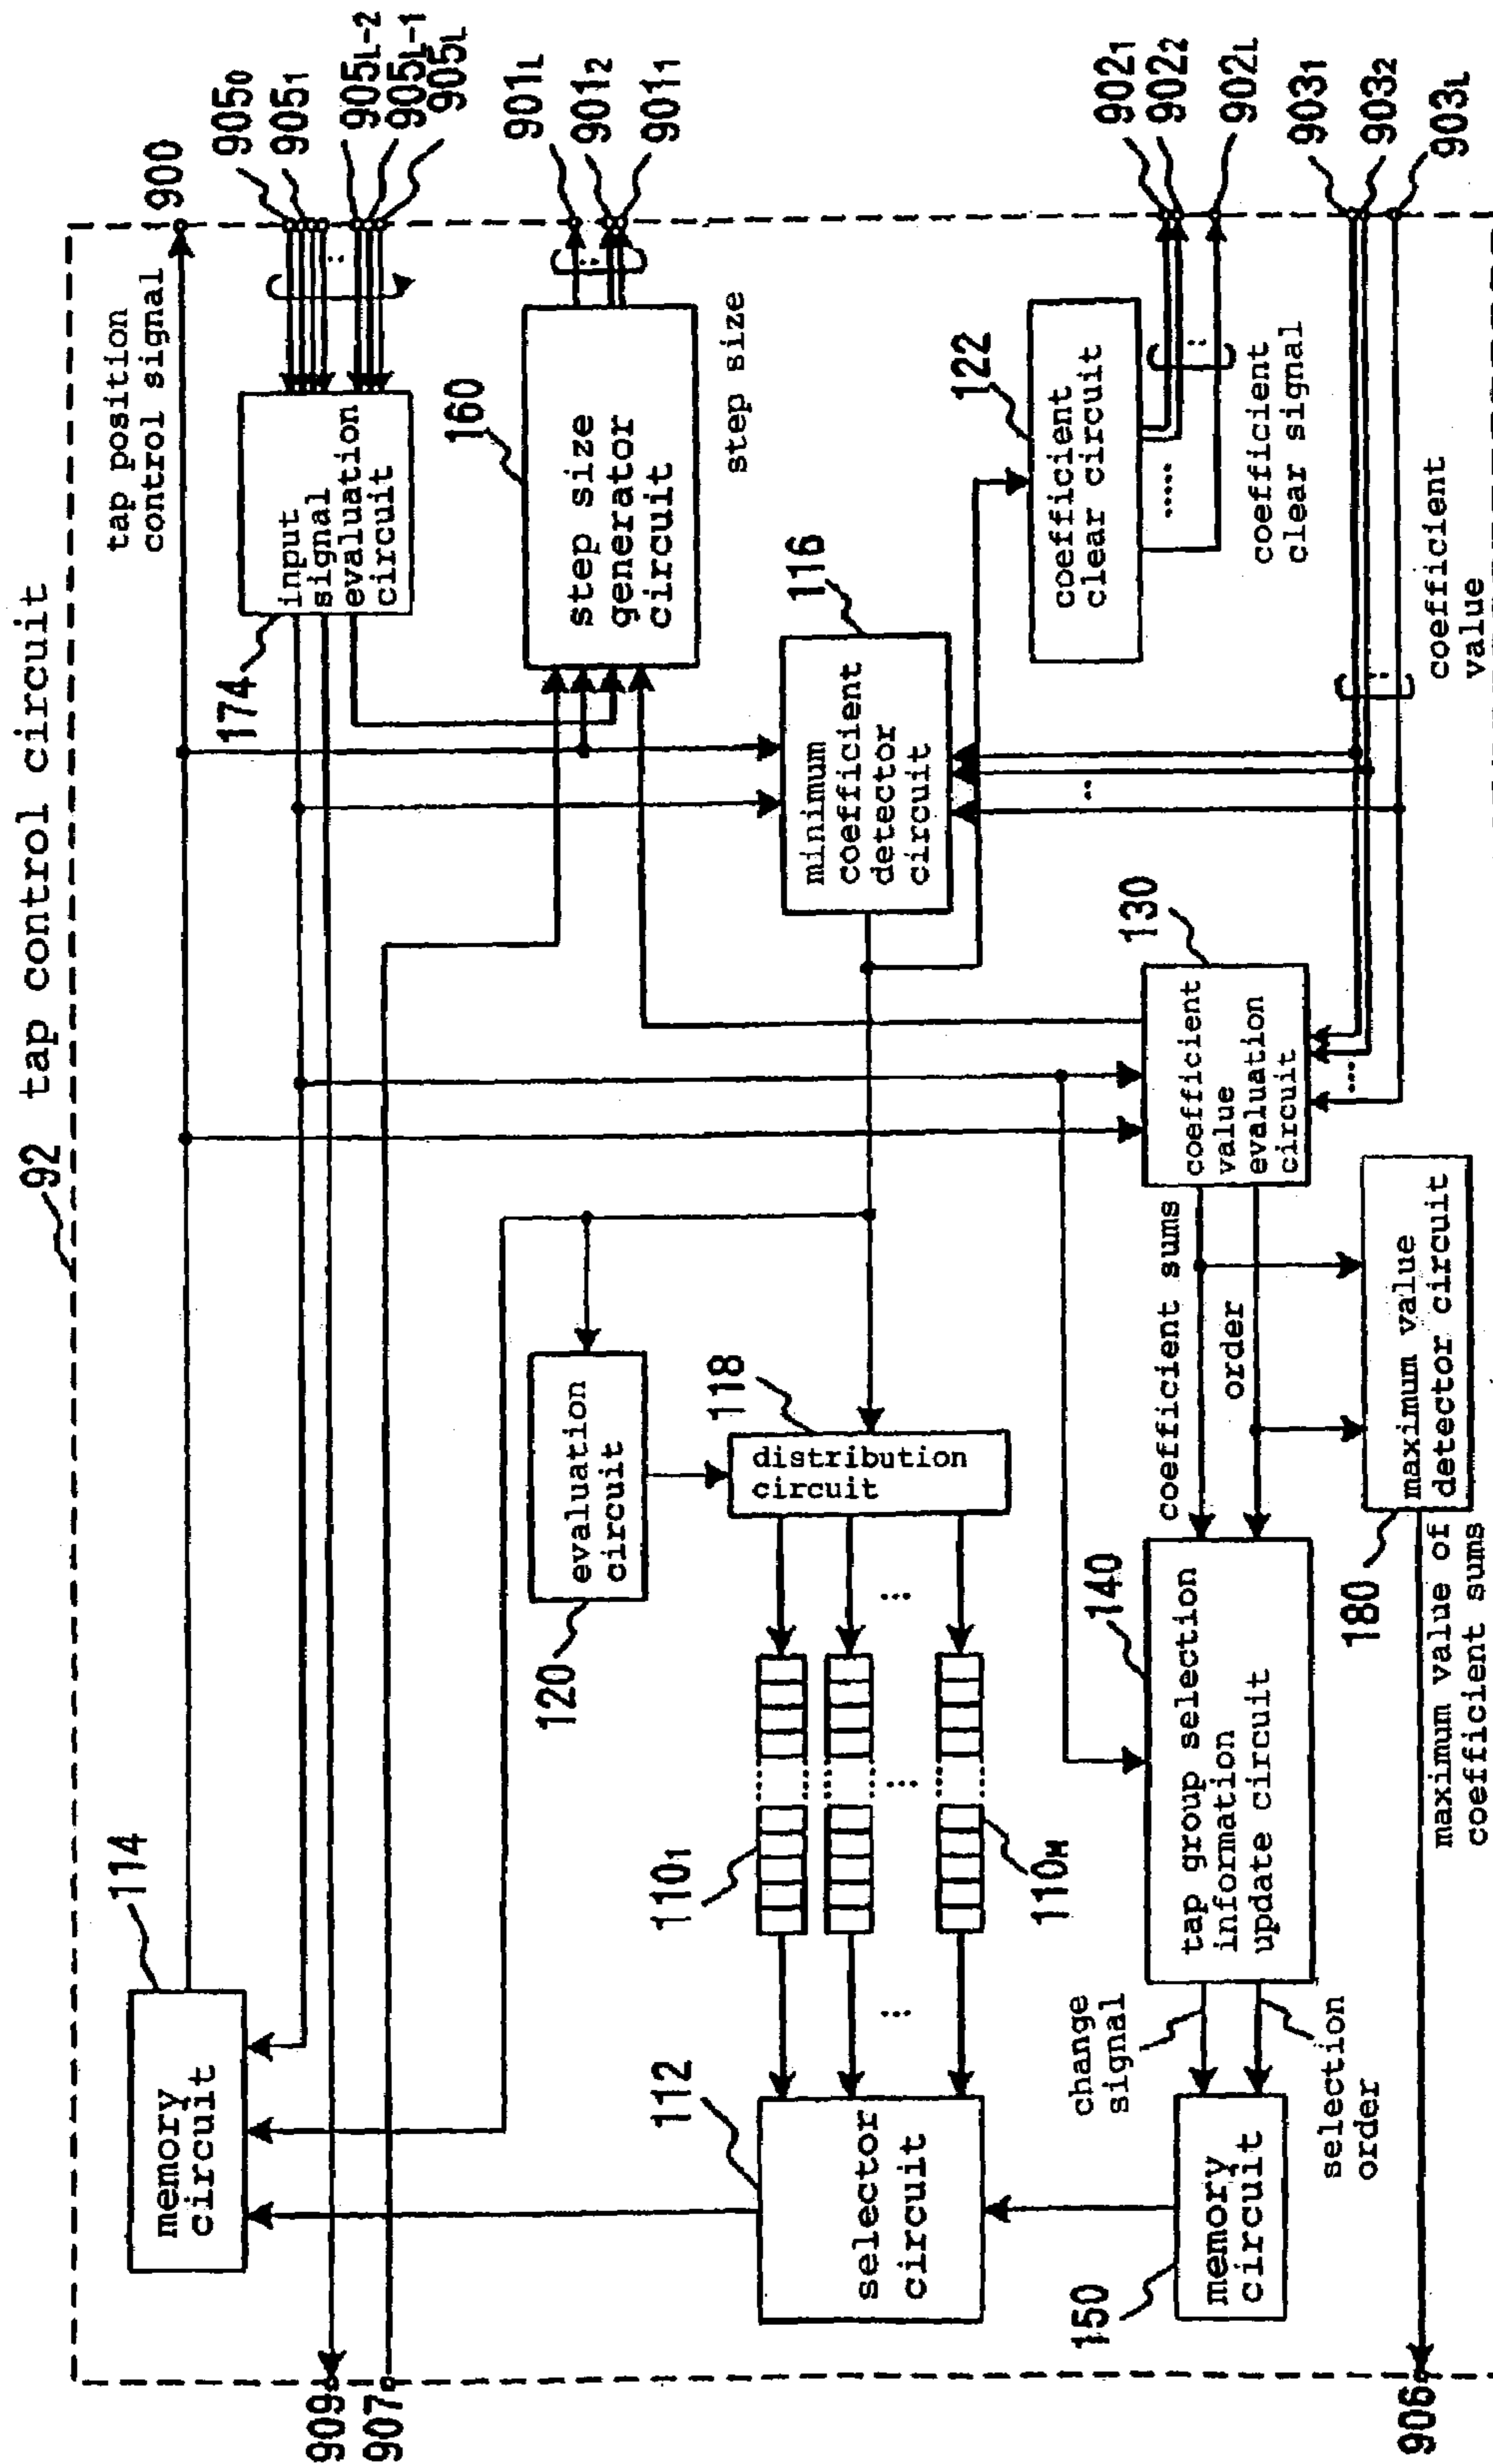 92 tap control circuit
114
memory
circuit
tap position
control signal
900
905₀
905₁
905L-2
905L-1
905L
174
input
signal
evaluation
circuit
909
907
160
step size
generator
circuit
step size
901L
901₂
901₁
120
evaluation
circuit
118
distribution
circuit
116
minimum
coefficient
detector
circuit
122
coefficient
clear circuit
coefficient
clear signal
902₁
902₂
902L
112
selector
circuit
110₁
110M
130
coefficient
value
evaluation
circuit
903₁
903₂
903L
coefficient
value
coefficient sums
order
140
tap group selection
information
update circuit
change
signal
selection
order
150
memory
circuit
180
maximum value
detector circuit
maximum value of
coefficient sums
906